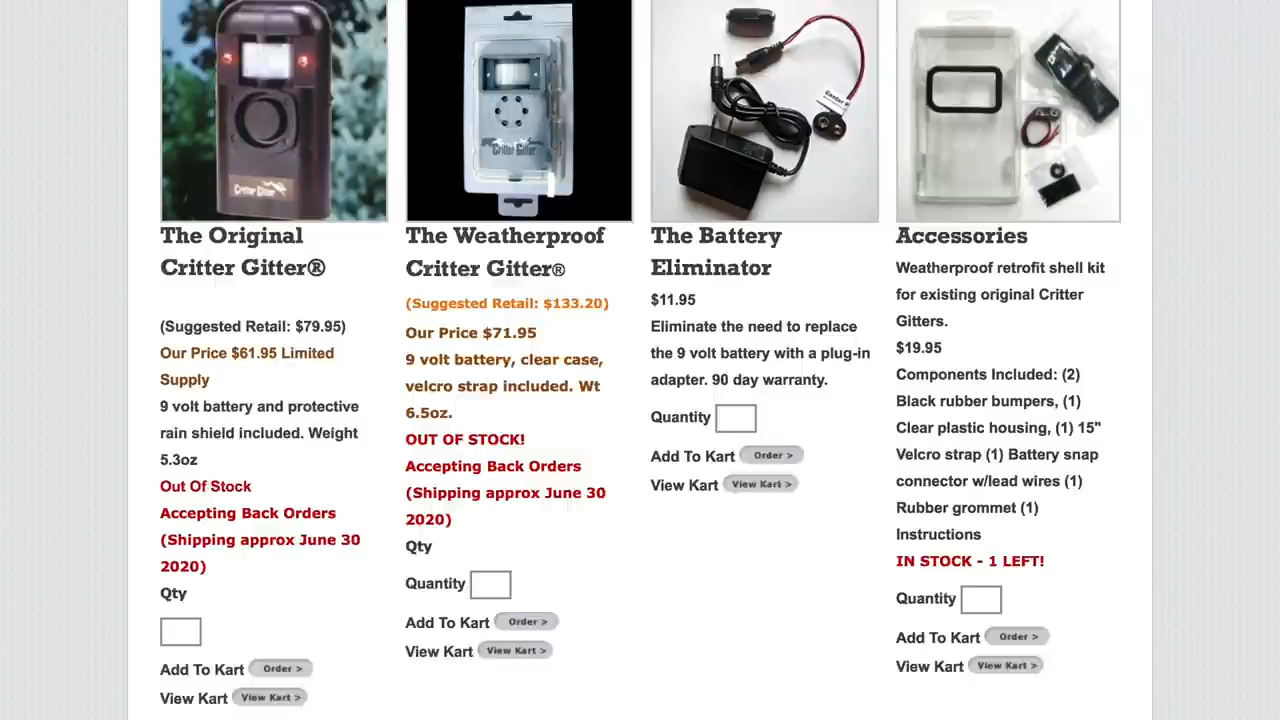 Critter Gitter
Critter Gitter
The Original
Critter Gitter®
(Suggested Retail: $79.95)
Our Price $61.95 Limited
Supply
9 volt battery and protective
rain shield included. Weight
5.3oz
Out Of Stock
Accepting Back Orders
(Shipping approx June 30
2020)
Qty
Add To Kart Order >
View Kart View Kart >
The Weatherproof
Critter Gitter®
(Suggested Retail: $133.20)
Our Price $71.95
9 volt battery, clear case,
velcro strap included. Wt
6.5oz.
OUT OF STOCK!
Accepting Back Orders
(Shipping approx June 30
2020)
Qty
Quantity
Add To Kart Order >
View Kart View Kart >
The Battery
Eliminator
$11.95
Eliminate the need to replace
the 9 volt battery with a plug-in
adapter. 90 day warranty.
Quantity
Add To Kart Order >
View Kart View Kart >
Accessories
Weatherproof retrofit shell kit
for existing original Critter
Gitters.
$19.95
Components Included: (2)
Black rubber bumpers, (1)
Clear plastic housing, (1) 15"
Velcro strap (1) Battery snap
connector w/lead wires (1)
Rubber grommet (1)
Instructions
IN STOCK - 1 LEFT!
Quantity
Add To Kart Order >
View Kart View Kart >